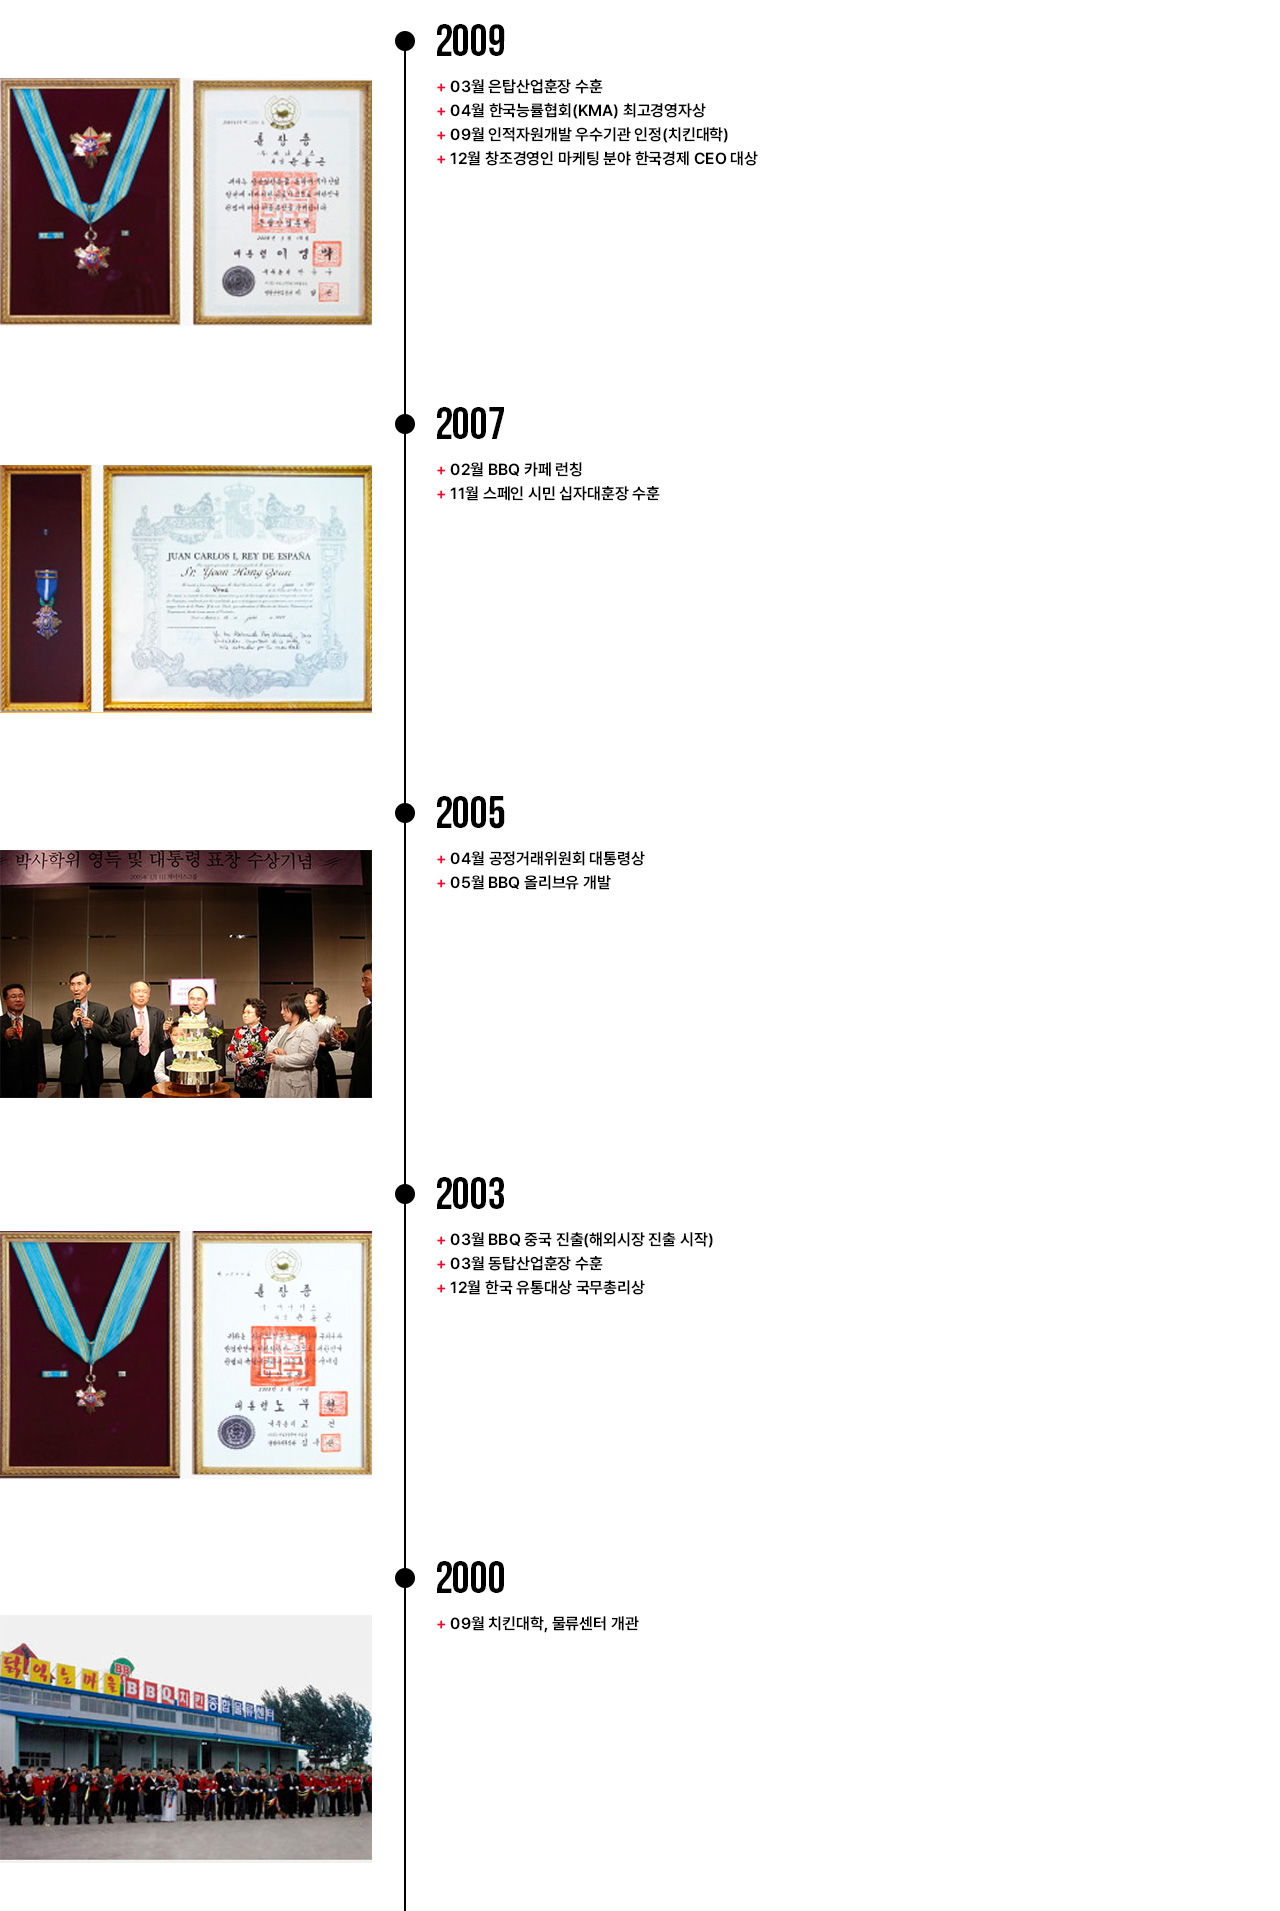 2009
+ 03월 은탑산업훈장 수훈
+ 04월 한국능률협회(KMA) 최고경영자상
+ 09월 인적자원개발 우수기관 인정(치킨대학)
+ 12월 창조경영인 마케팅 분야 한국경제 CEO 대상
훈장증
대통령 이명박
2007
+ 02월 BBQ 카페 런칭
+ 11월 스페인 시민 십자대훈장 수훈
JUAN CARLOS I, REY DE ESPAÑA
Sr. Yoon Hong Geun
2005
+ 04월 공정거래위원회 대통령상
+ 05월 BBQ 올리브유 개발
박사학위 영득 및 대통령 표창 수상기념
2003
+ 03월 BBQ 중국 진출(해외시장 진출 시작)
+ 03월 동탑산업훈장 수훈
+ 12월 한국 유통대상 국무총리상
훈장증
대통령 노무현
2000
+ 09월 치킨대학, 물류센터 개관
닭익는마을 BBQ치킨종합물류센터